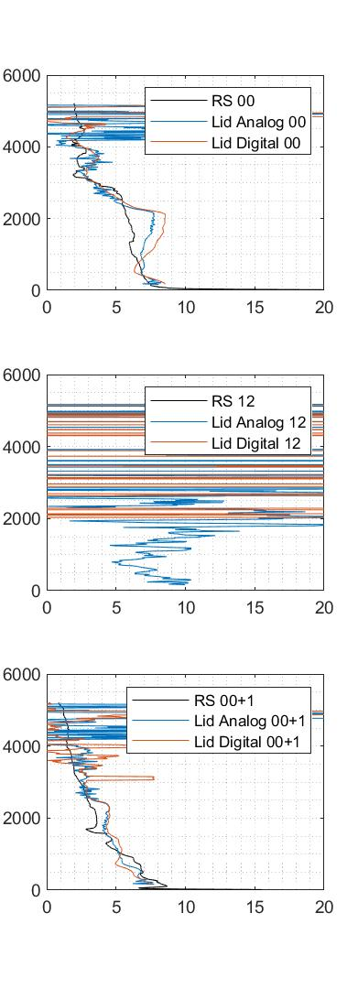 6000
RS 00
Lid Analog 00
Lid Digital 00
4000
2000
0
0 5 10 15 20
6000
RS 12
Lid Analog 12
Lid Digital 12
4000
2000
0
0 5 10 15 20
6000
RS 00+1
Lid Analog 00+1
Lid Digital 00+1
4000
2000
0
0 5 10 15 20